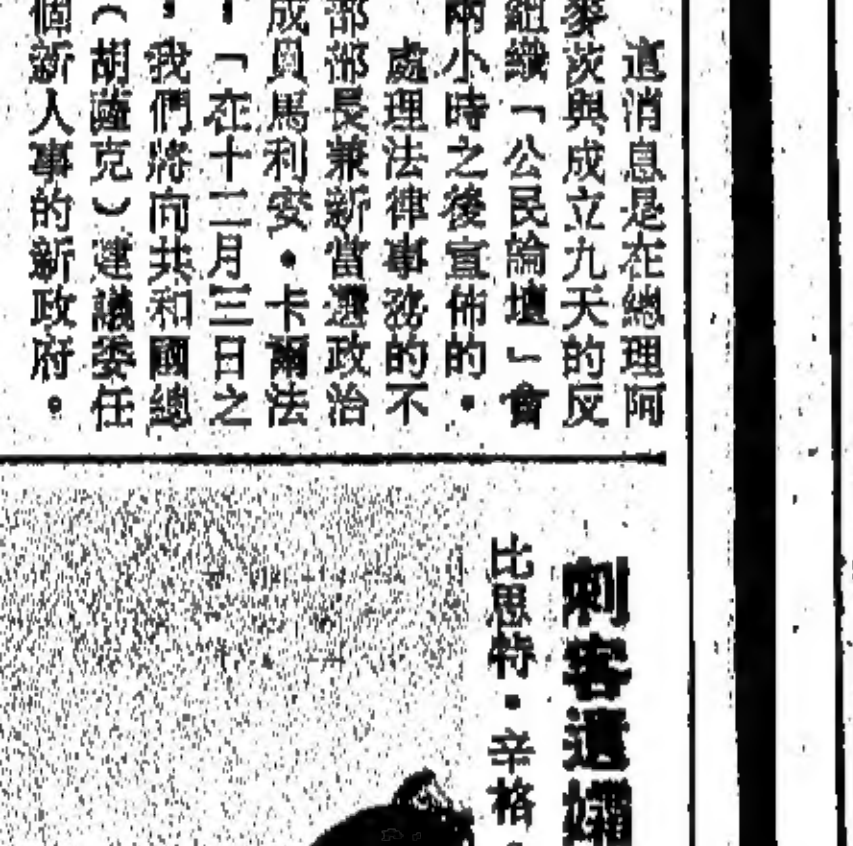 這消息是在總理阿
麥淡與成立九天的反
組織「公民論壇」會
兩小時之後宣佈的。
處理法律事務的不
部部長兼新當選政治
成員馬利安・卡爾法
「在十二月三日之
，我們將向共和國總
（胡薩克）建議委任
個新人事的新政府。
刺客遺孀
比思特・辛格